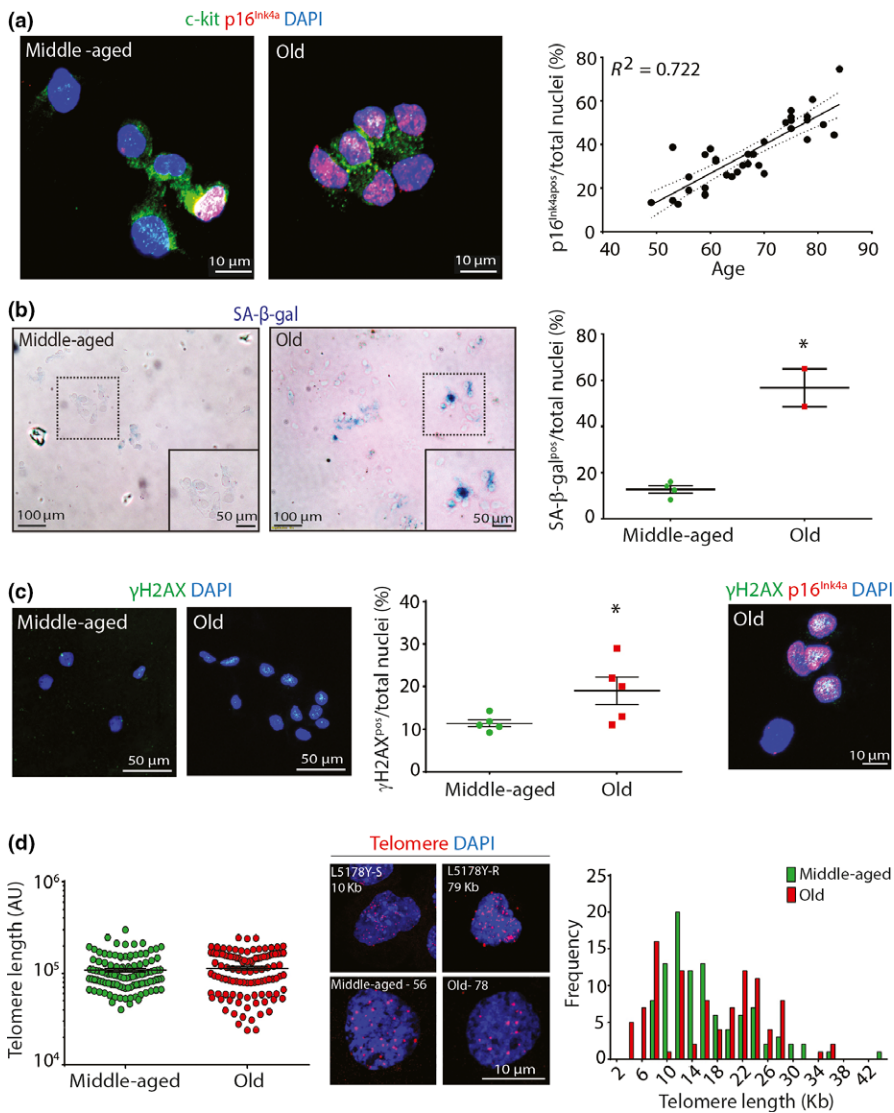 (a)
c-kit p16Ink4a DAPI
Middle -aged
Old
10 µm
10 µm
R2 = 0.722
p16Ink4apos/total nuclei (%)
80
60
40
20
0
40 50 60 70 80 90
Age
(b)
SA-β-gal
Middle-aged
Old
100 µm
50 µm
100 µm
50 µm
SA-β-galpos/total nuclei (%)
80
60
40
20
0
*
Middle-aged Old
(c)
γH2AX DAPI
Middle-aged
Old
50 µm
50 µm
γH2AXpos/total nuclei (%)
40
30
20
10
0
*
Middle-aged Old
γH2AX p16Ink4a DAPI
Old
10 µm
(d)
Telomere length (AU)
106
105
104
Middle-aged Old
Telomere DAPI
L5178Y-S
10 Kb
L5178Y-R
79 Kb
Middle-aged - 56
Old- 78
10 µm
Middle-aged
Old
Frequency
25
20
15
10
5
0
2 6 10 14 18 22 26 30 34 38 42
Telomere length (Kb)